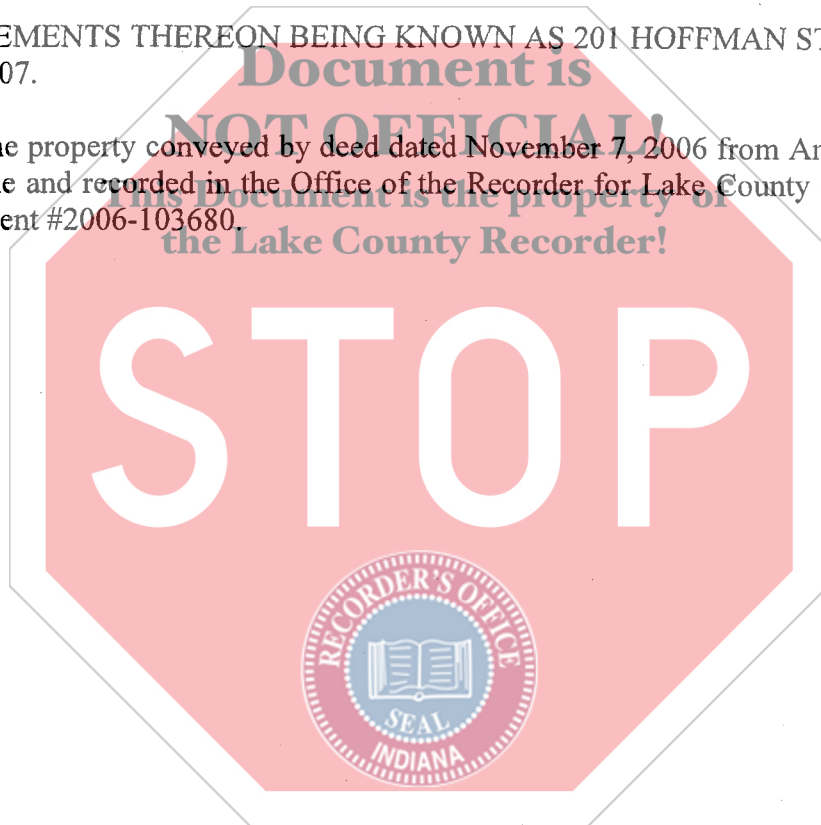 EMENTS THEREON BEING KNOWN AS 201 HOFFMAN ST
07.
Document is
NOT OFFICIAL!
ne property conveyed by deed dated November 7, 2006 from An
e and recorded in the Office of the Recorder for Lake County
This Document is the property of
ent #2006-103680.
the Lake County Recorder!
STOP
RECORDER'S OFFICE
SEAL
INDIANA